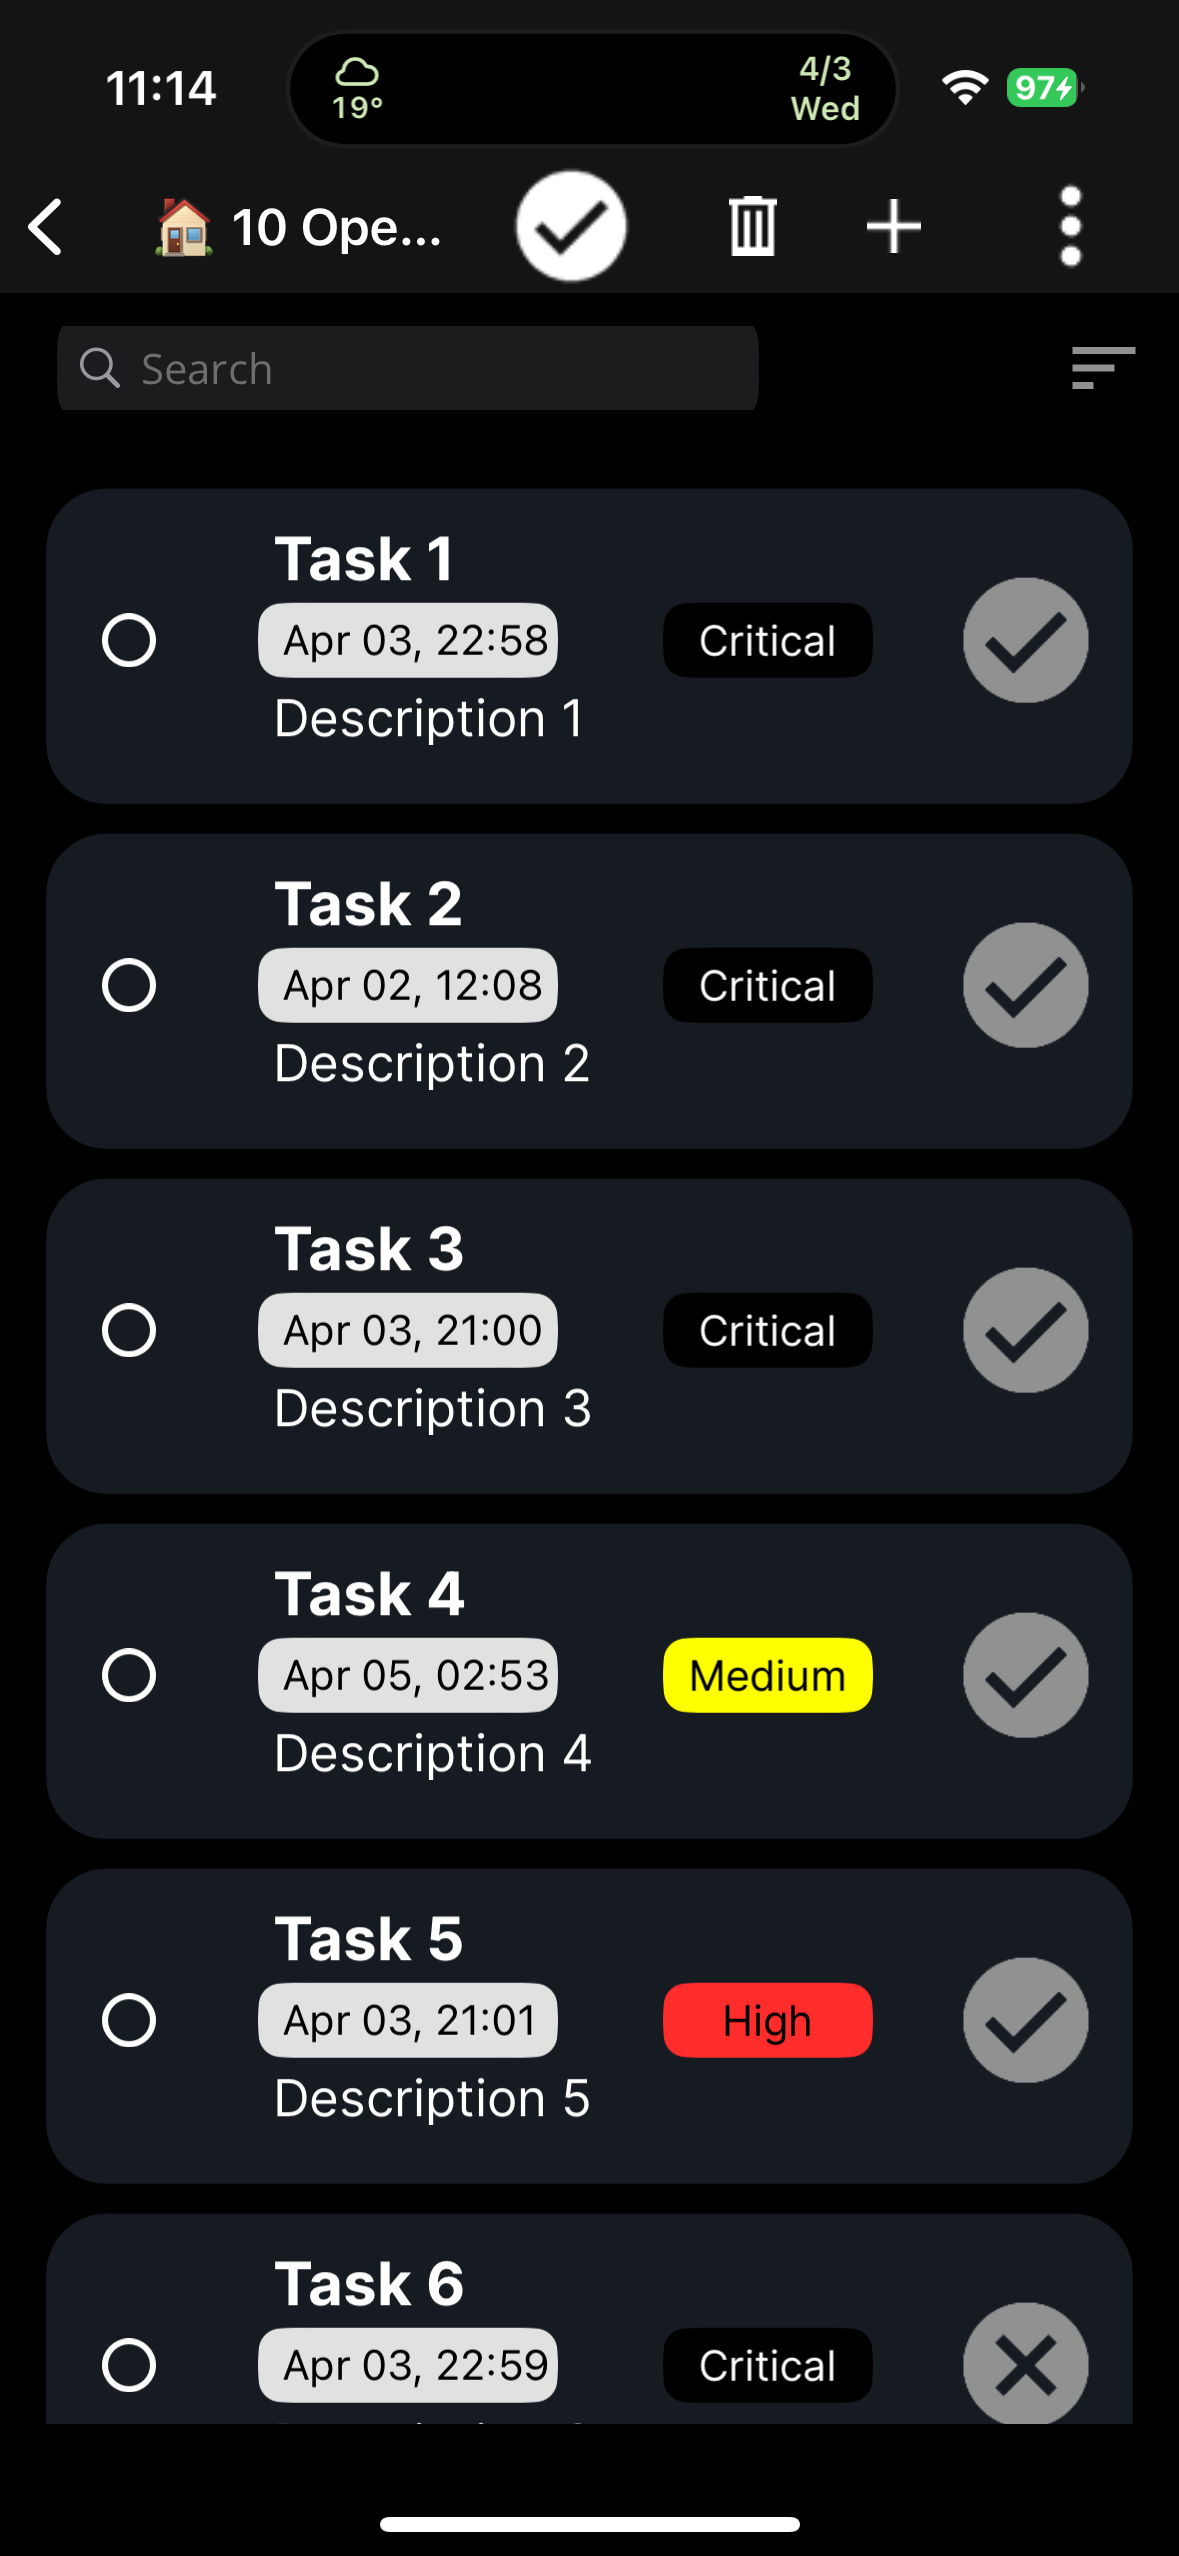 11:14
19°
4/3
Wed
97
10 Ope...
Search
Task 1
Apr 03, 22:58
Critical
Description 1
Task 2
Apr 02, 12:08
Critical
Description 2
Task 3
Apr 03, 21:00
Critical
Description 3
Task 4
Apr 05, 02:53
Medium
Description 4
Task 5
Apr 03, 21:01
High
Description 5
Task 6
Apr 03, 22:59
Critical